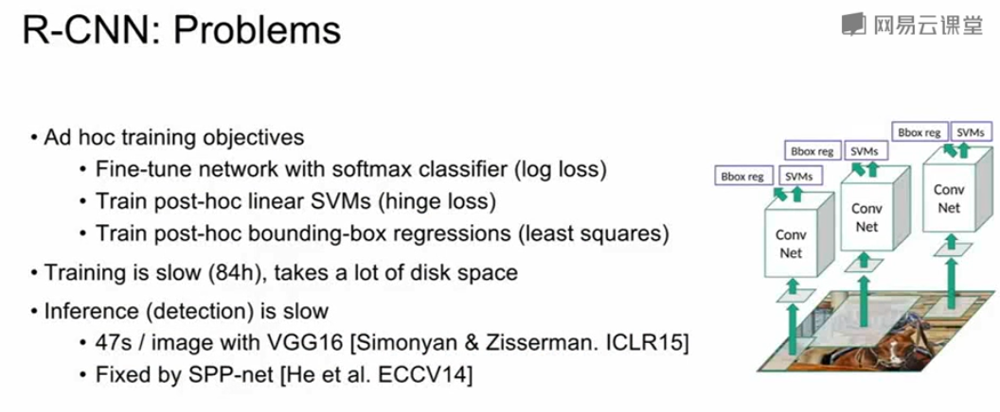 R-CNN: Problems
网易云课堂
• Ad hoc training objectives
• Fine-tune network with softmax classifier (log loss)
• Train post-hoc linear SVMs (hinge loss)
• Train post-hoc bounding-box regressions (least squares)
• Training is slow (84h), takes a lot of disk space
• Inference (detection) is slow
• 47s / image with VGG16 [Simonyan & Zisserman. ICLR15]
• Fixed by SPP-net [He et al. ECCV14]
Bbox reg SVMs
Bbox reg SVMs
Bbox reg SVMs
Conv
Net
Conv
Net
Conv
Net